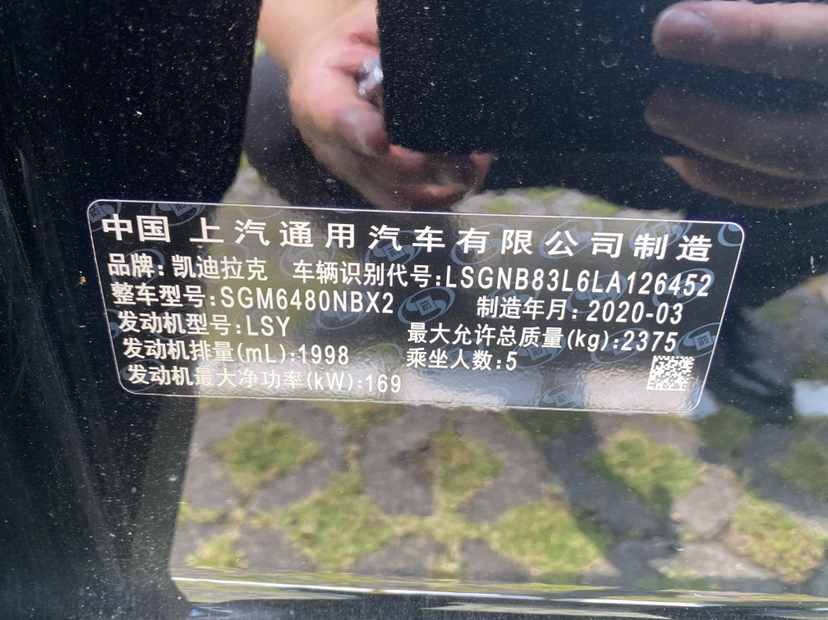 中国 上汽通用汽车有限公司制造
品牌：凯迪拉克 车辆识别代号：LSGNB83L6LA126452
整车型号：SGM6480NBX2 制造年月：2020-03
发动机型号：LSY 最大允许总质量(kg)：2375
发动机排量(mL)：1998 乘坐人数：5
发动机最大净功率(kW)：169